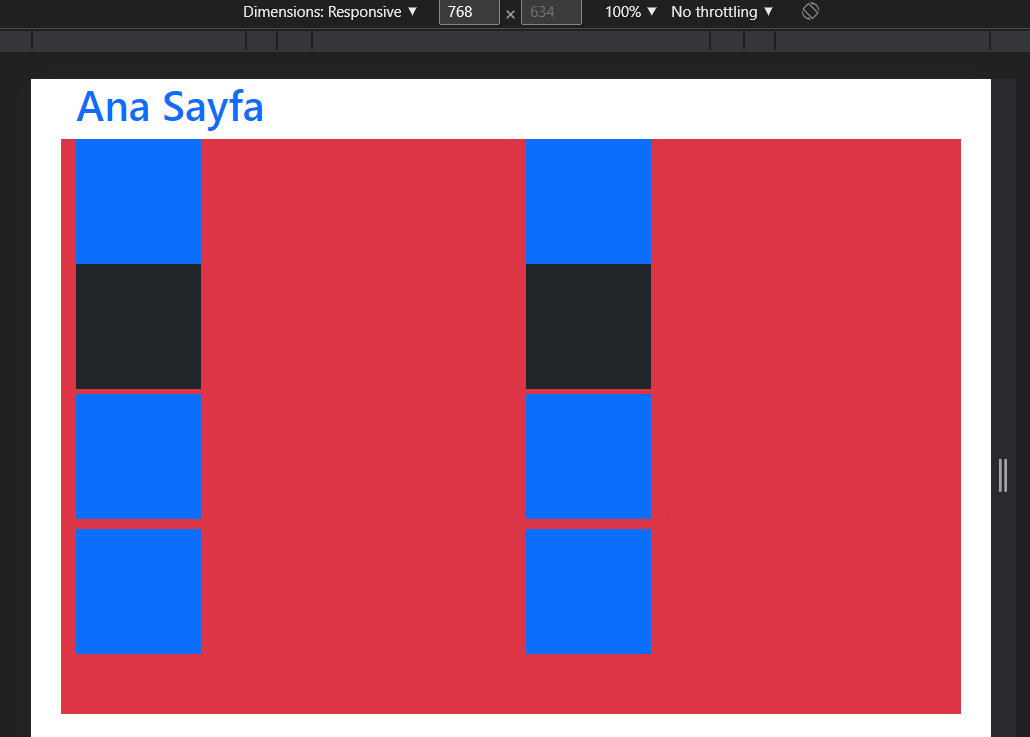 Dimensions: Responsive ▼ 768 × 634 100% ▼ No throttling ▼
Ana Sayfa